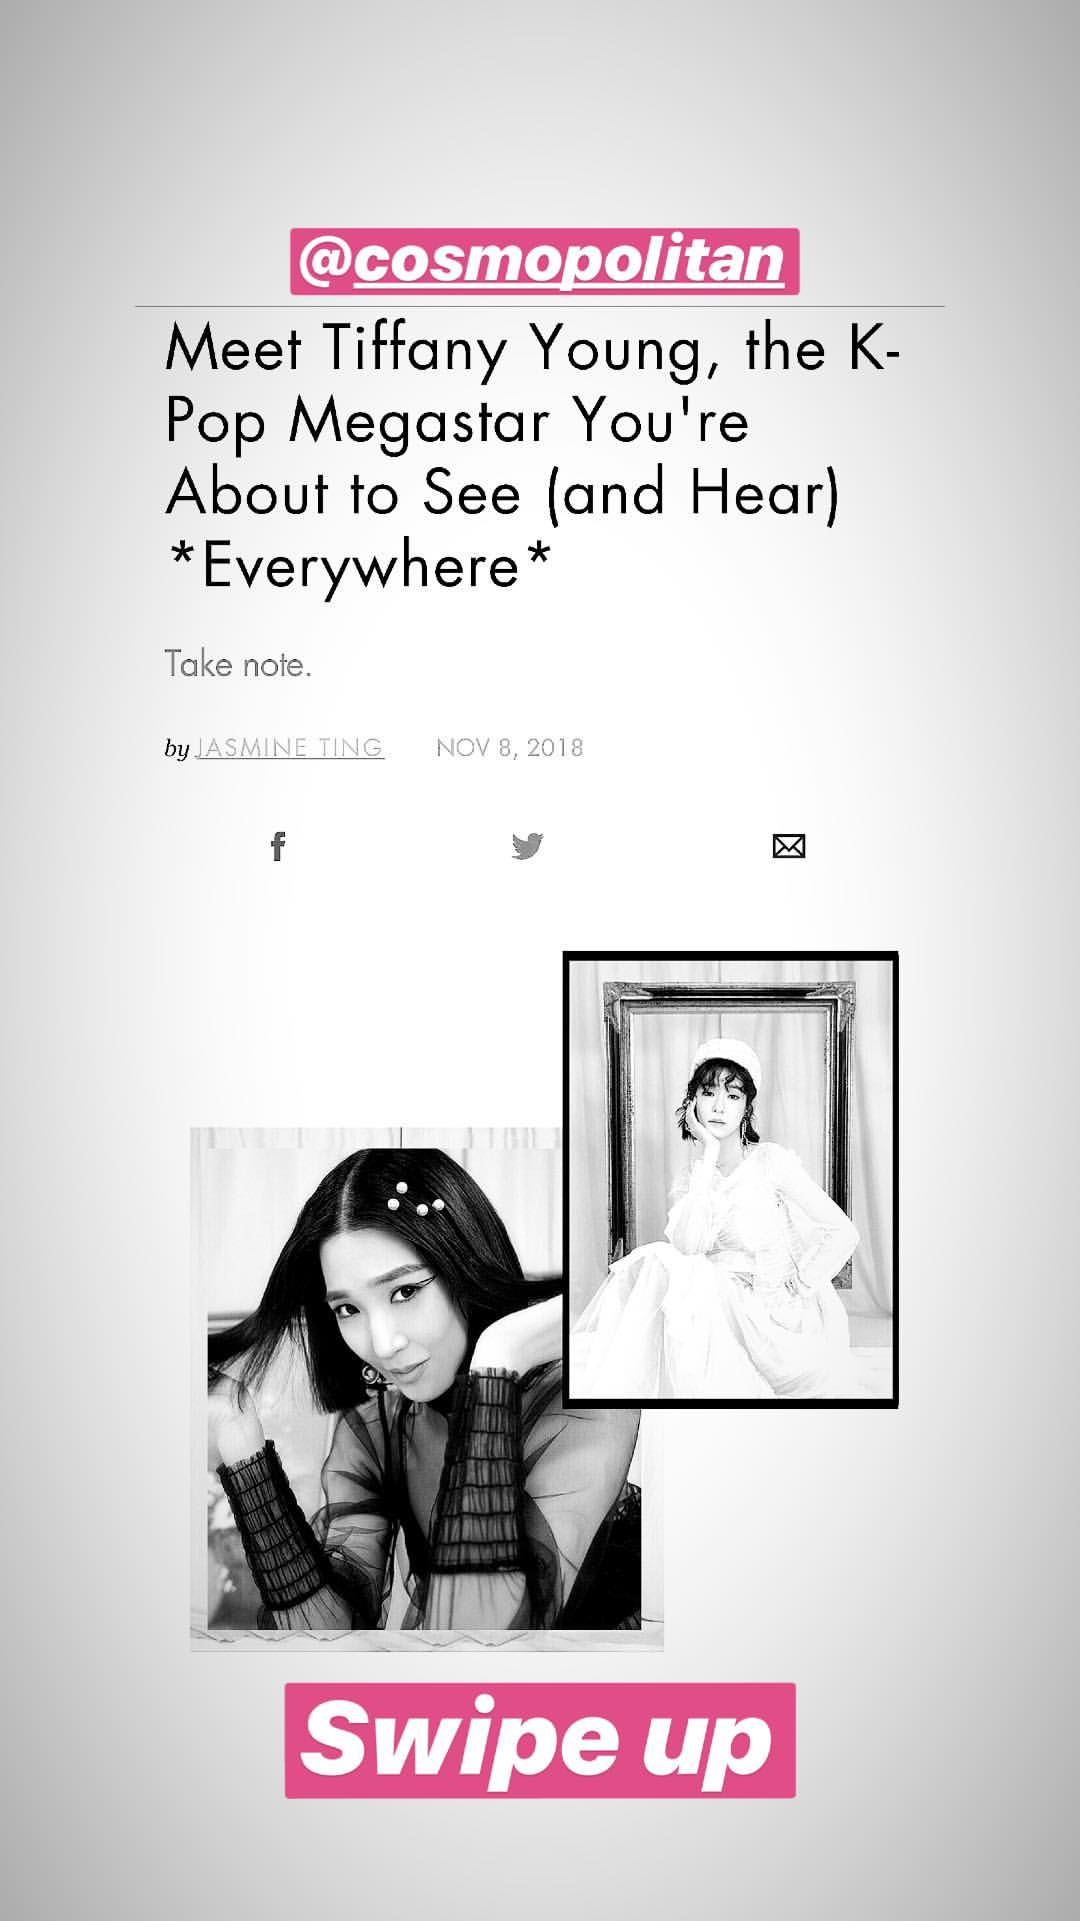 @cosmopolitan
Meet Tiffany Young, the K-
Pop Megastar You're
About to See (and Hear)
*Everywhere*
Take note.
by JASMINE TING NOV 8, 2018
Swipe up